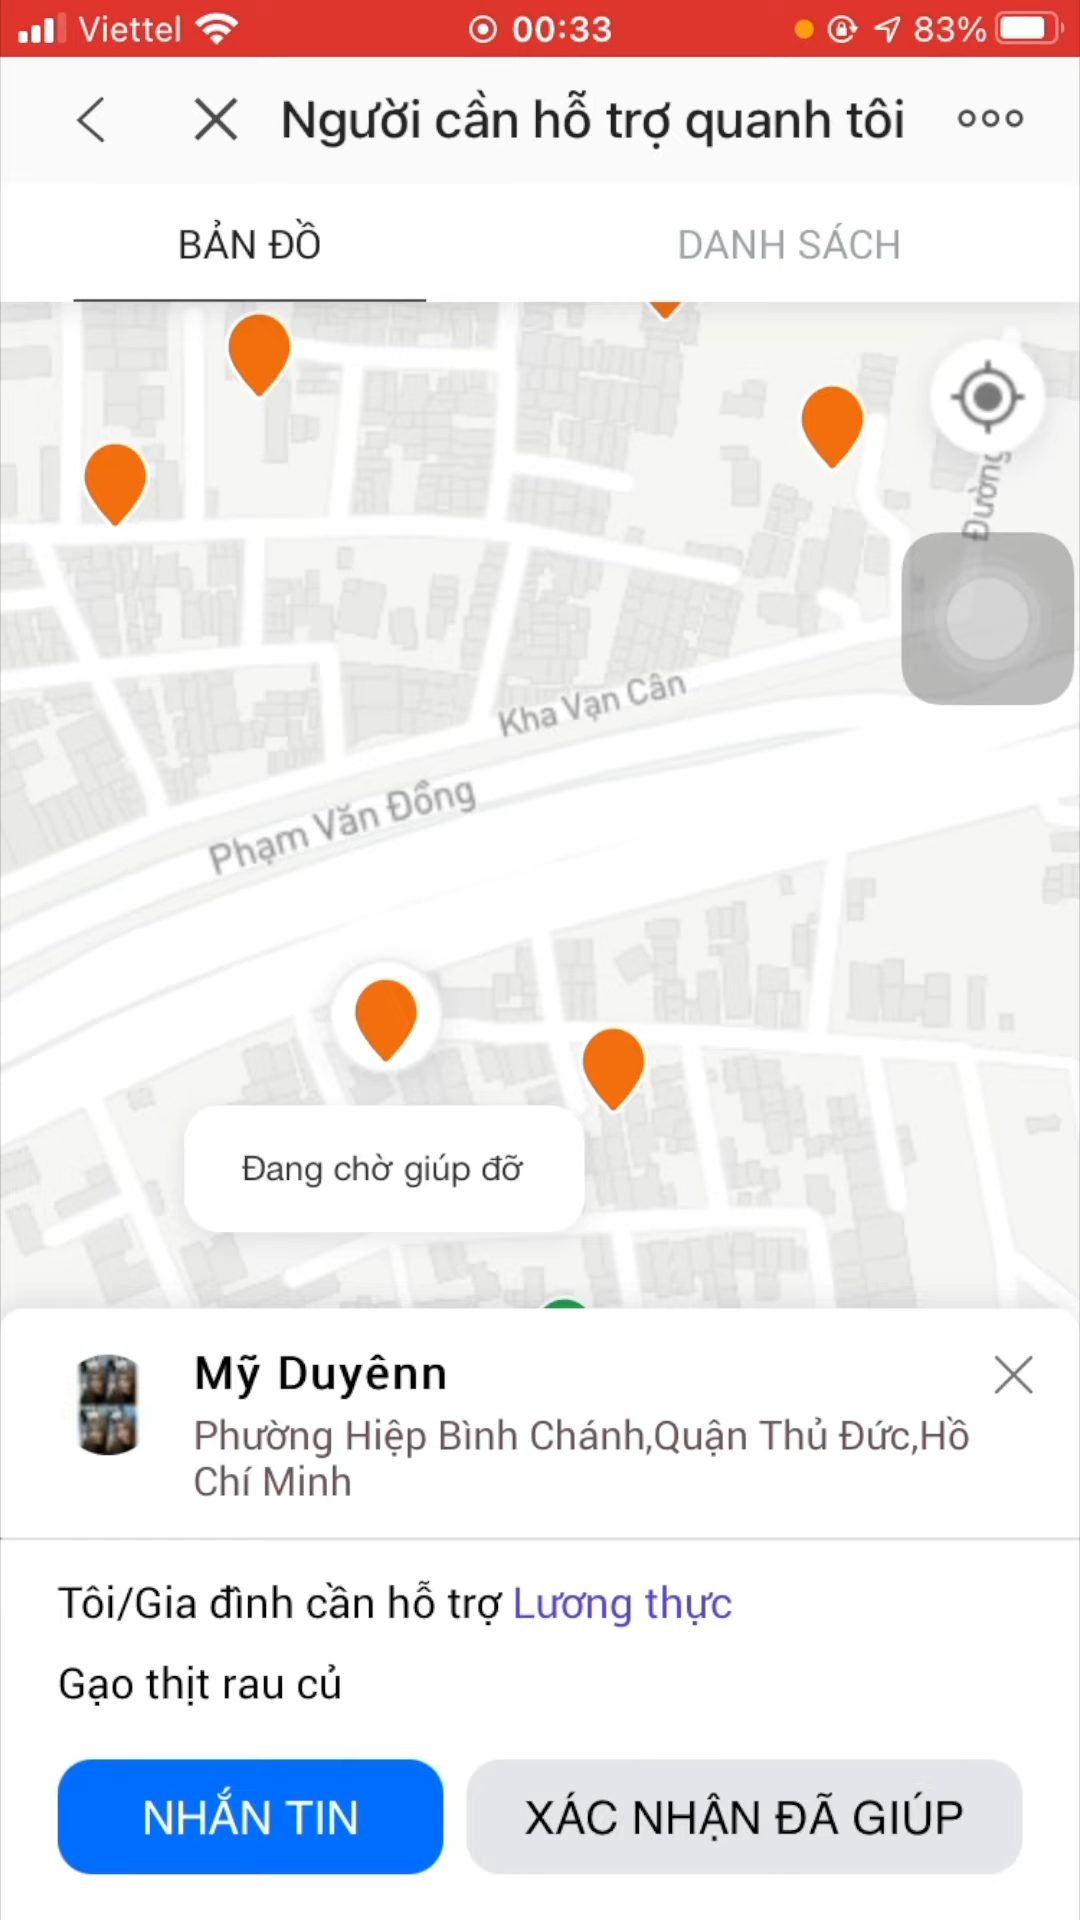 Viettel 00:33 83%
Người cần hỗ trợ quanh tôi
BẢN ĐỒ DANH SÁCH
Đường
Kha Vạn Cân
Phạm Văn Đồng
Đang chờ giúp đỡ
Mỹ Duyênn
Phường Hiệp Bình Chánh,Quận Thủ Đức,Hồ
Chí Minh
Tôi/Gia đình cần hỗ trợ Lương thực
Gạo thịt rau củ
NHẮN TIN XÁC NHẬN ĐÃ GIÚP